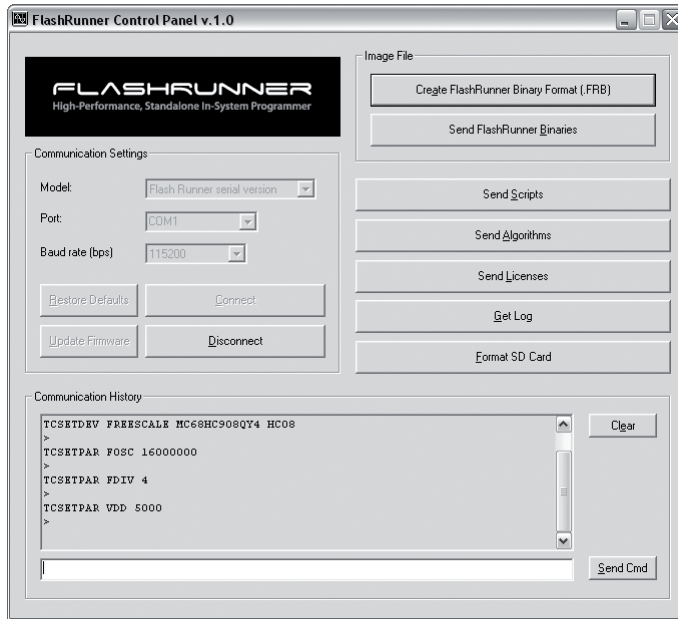 FlashRunner Control Panel v.1.0
FLASHRUNNER
High-Performance, Standalone In-System Programmer
Communication Settings
Model:
Flash Runner serial version
Port:
COM1
Baud rate (bps)
115200
Restore Defaults
Connect
Update Firmware
Disconnect
Image File
Create FlashRunner Binary Format (.FRB)
Send FlashRunner Binaries
Send Scripts
Send Algorithms
Send Licenses
Get Log
Format SD Card
Communication History
TCSETDEV FREESCALE MC68HC908QY4 HC08
>
TCSETPAR FOSC 16000000
>
TCSETPAR FDIV 4
>
TCSETPAR VDD 5000
>
Clear
Send Cmd